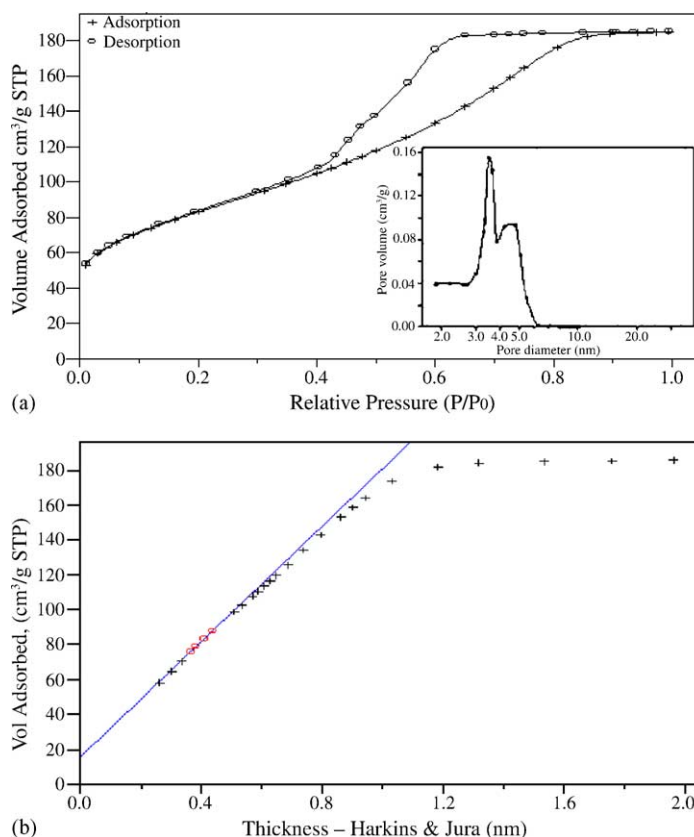 + Adsorption
o Desorption
Volume Adsorbed cm³/g STP
180
160
140
120
100
80
60
40
20
0
0.0 0.2 0.4 0.6 0.8 1.0
Relative Pressure (P/P0)
Pore volume (cm³/g)
0.16
0.12
0.08
0.04
0.00
2.0 3.0 4.0 5.0 10.0 20.0
Pore diameter (nm)
(a)
Vol Adsorbed, (cm³/g STP)
180
160
140
120
100
80
60
40
20
0
0.0 0.4 0.8 1.2 1.6 2.0
Thickness – Harkins & Jura (nm)
(b)